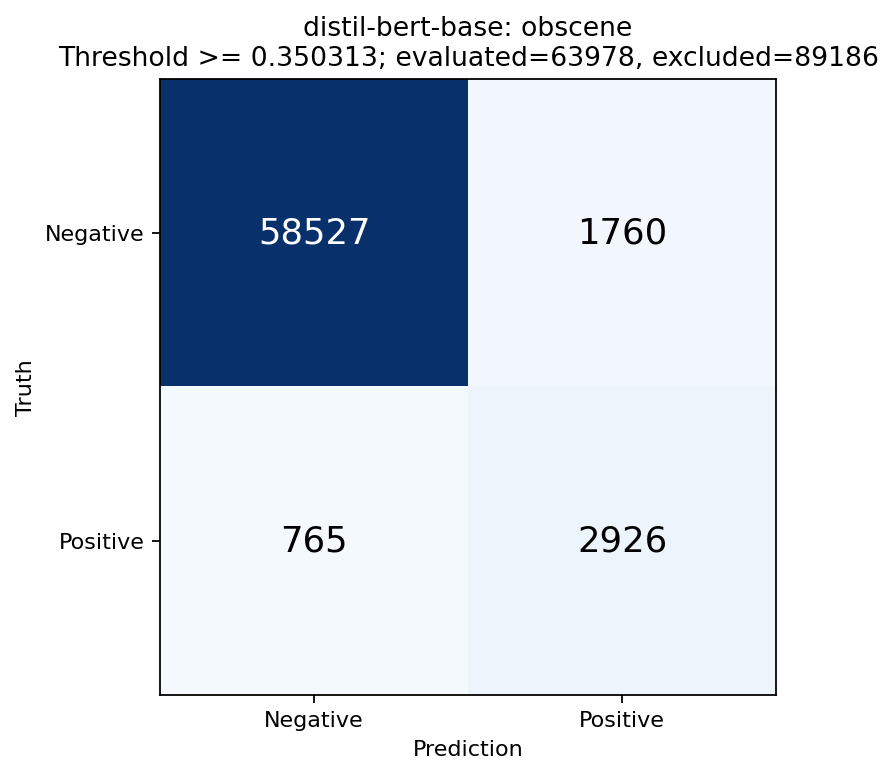 distil-bert-base: obscene
Threshold >= 0.350313; evaluated=63978, excluded=89186
Negative
58527
1760
Truth
Positive
765
2926
Negative
Positive
Prediction